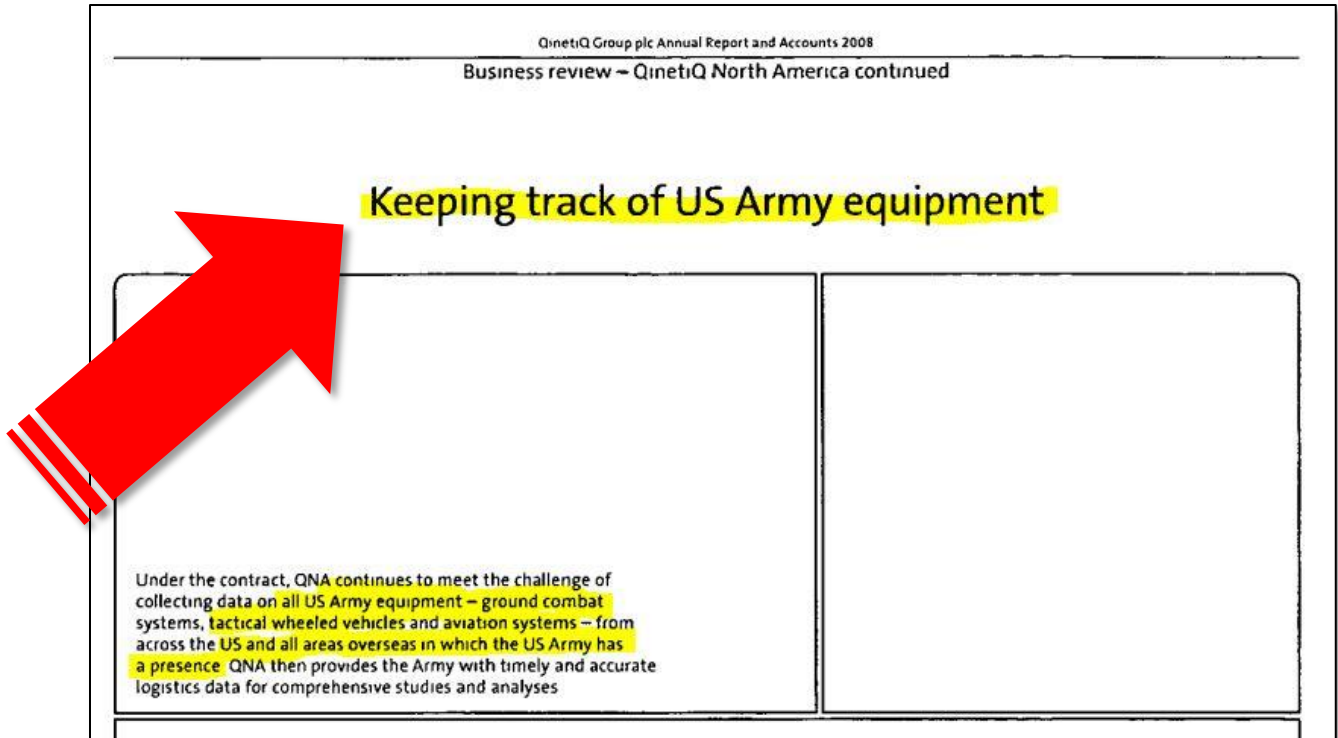 QinetiQ Group plc Annual Report and Accounts 2008
Business review – QinetiQ North America continued
Keeping track of US Army equipment
Under the contract, QNA continues to meet the challenge of
collecting data on all US Army equipment – ground combat
systems, tactical wheeled vehicles and aviation systems – from
across the US and all areas overseas in which the US Army has
a presence QNA then provides the Army with timely and accurate
logistics data for comprehensive studies and analyses